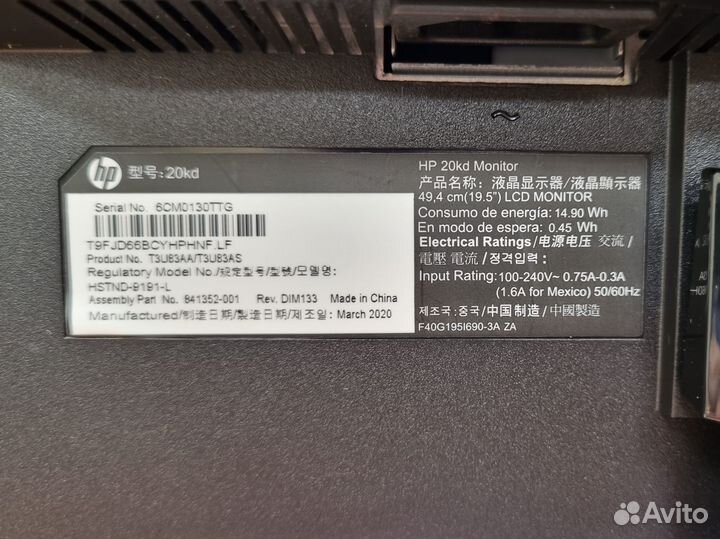 hp 型号:20kd
Serial No. 6CM0130TTG
T9FJD66BCYHPHNF.LF
Product No. T3U83AA/T3U83AS
Regulatory Model No./规定型号/型號/모델명:
HSTND-9191-L
Assembly Part No. 841352-001 Rev. DIM133 Made in China
Manufactured/制造日期/製造日期/제조일: March 2020
HP 20kd Monitor
产品名称: 液晶显示器/液晶顯示器
49,4 cm(19.5") LCD MONITOR
Consumo de energía: 14.90 Wh
En modo de espera: 0.45 Wh
Electrical Ratings/电源电压 交流/
電壓 電流/정격입력:
Input Rating:100-240V~ 0.75A-0.3A
(1.6A for Mexico) 50/60Hz
제조국:중국/中国制造/中國製造
F40G195I690-3A ZA
Avito